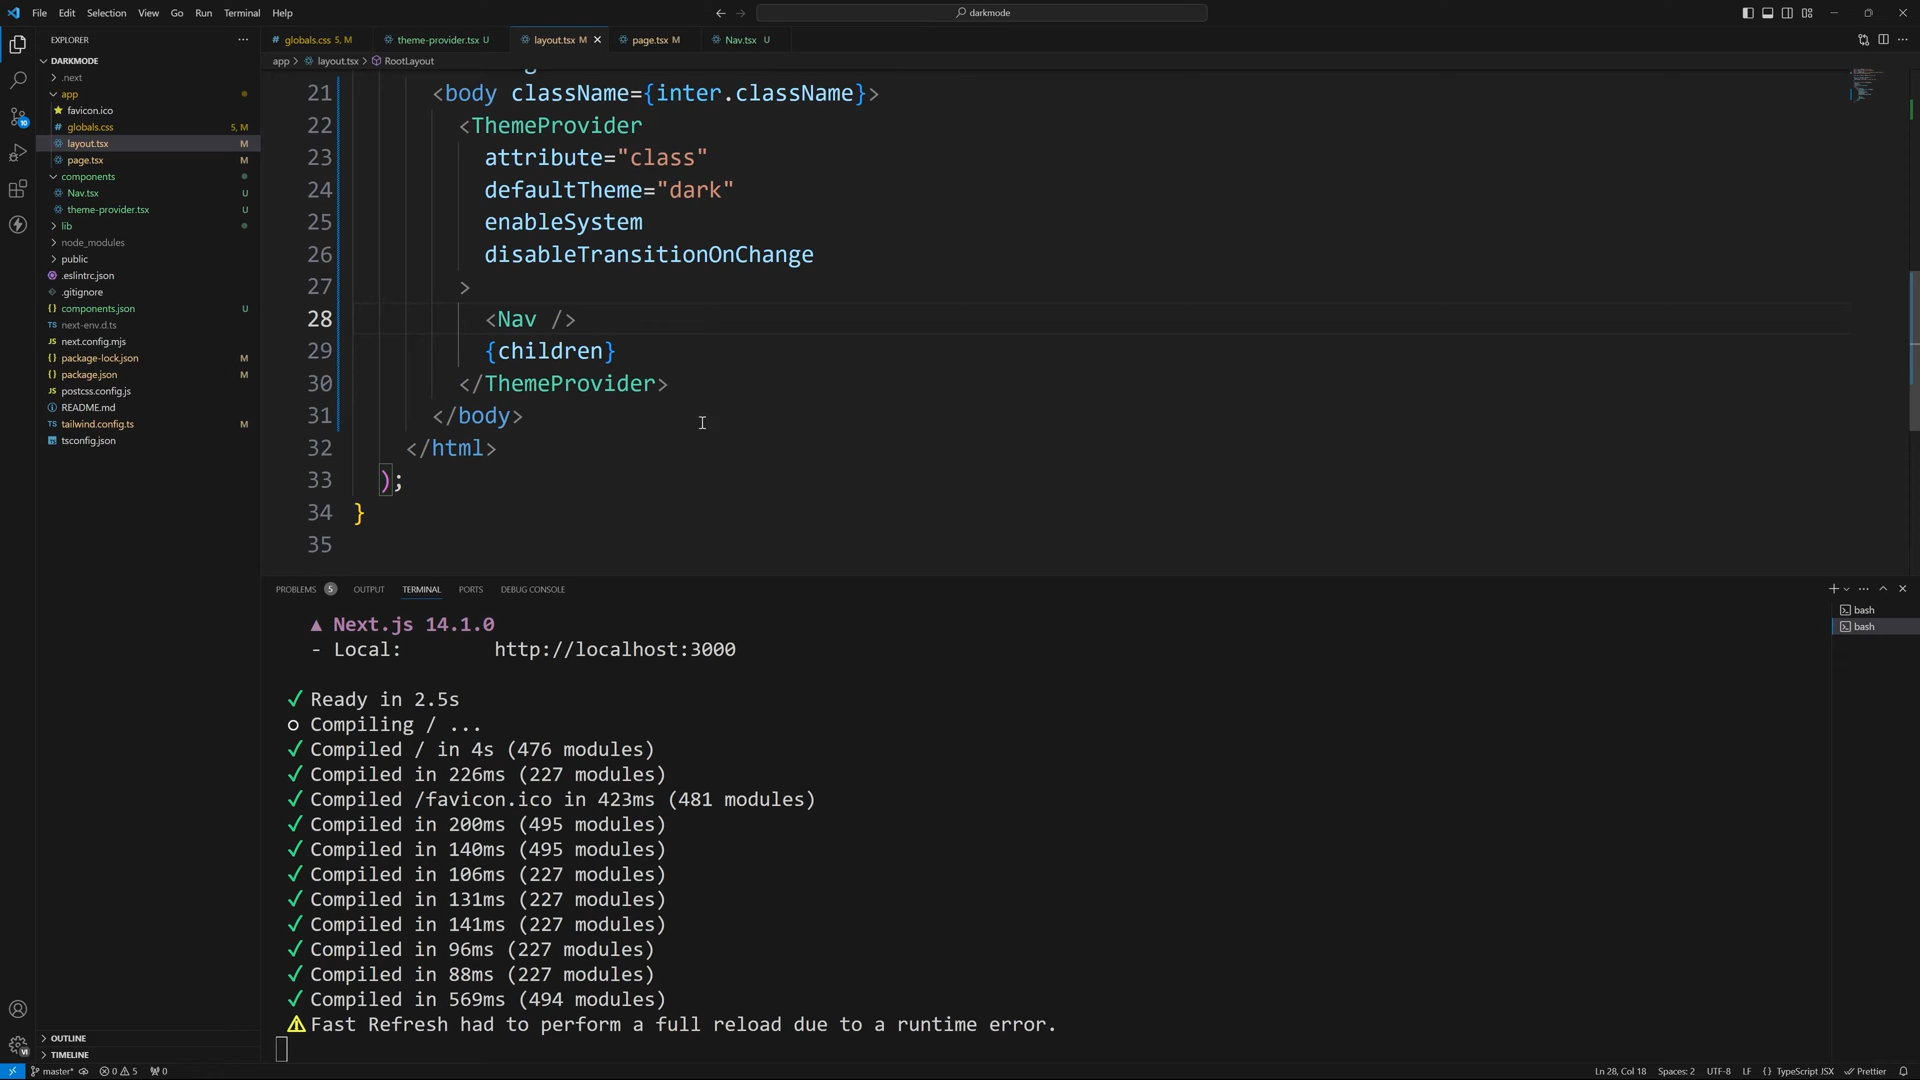 File Edit Selection View Go Run Terminal Help
darkmode
EXPLORER
DARKMODE
.next
app
favicon.ico
globals.css 5, M
layout.tsx M
page.tsx M
components
Nav.tsx U
theme-provider.tsx U
lib
node_modules
public
.eslintrc.json
.gitignore
components.json U
next-env.d.ts
next.config.mjs
package-lock.json M
package.json M
postcss.config.js
README.md
tailwind.config.ts M
tsconfig.json
OUTLINE
TIMELINE
globals.css 5, M theme-provider.tsx U layout.tsx M page.tsx M Nav.tsx U
app > layout.tsx > RootLayout
21 <body className={inter.className}>
22 <ThemeProvider
23 attribute="class"
24 defaultTheme="dark"
25 enableSystem
26 disableTransitionOnChange
27 >
28 <Nav />
29 {children}
30 </ThemeProvider>
31 </body>
32 </html>
33 );
34 }
35
PROBLEMS 5 OUTPUT TERMINAL PORTS DEBUG CONSOLE
▲ Next.js 14.1.0
- Local: http://localhost:3000
✓ Ready in 2.5s
○ Compiling / ...
✓ Compiled / in 4s (476 modules)
✓ Compiled in 226ms (227 modules)
✓ Compiled /favicon.ico in 423ms (481 modules)
✓ Compiled in 200ms (495 modules)
✓ Compiled in 140ms (495 modules)
✓ Compiled in 106ms (227 modules)
✓ Compiled in 131ms (227 modules)
✓ Compiled in 141ms (227 modules)
✓ Compiled in 96ms (227 modules)
✓ Compiled in 88ms (227 modules)
✓ Compiled in 569ms (494 modules)
⚠ Fast Refresh had to perform a full reload due to a runtime error.
bash
bash
10
VI
master* 0 5 0
Ln 28, Col 18 Spaces: 2 UTF-8 LF {} TypeScript JSX Prettier